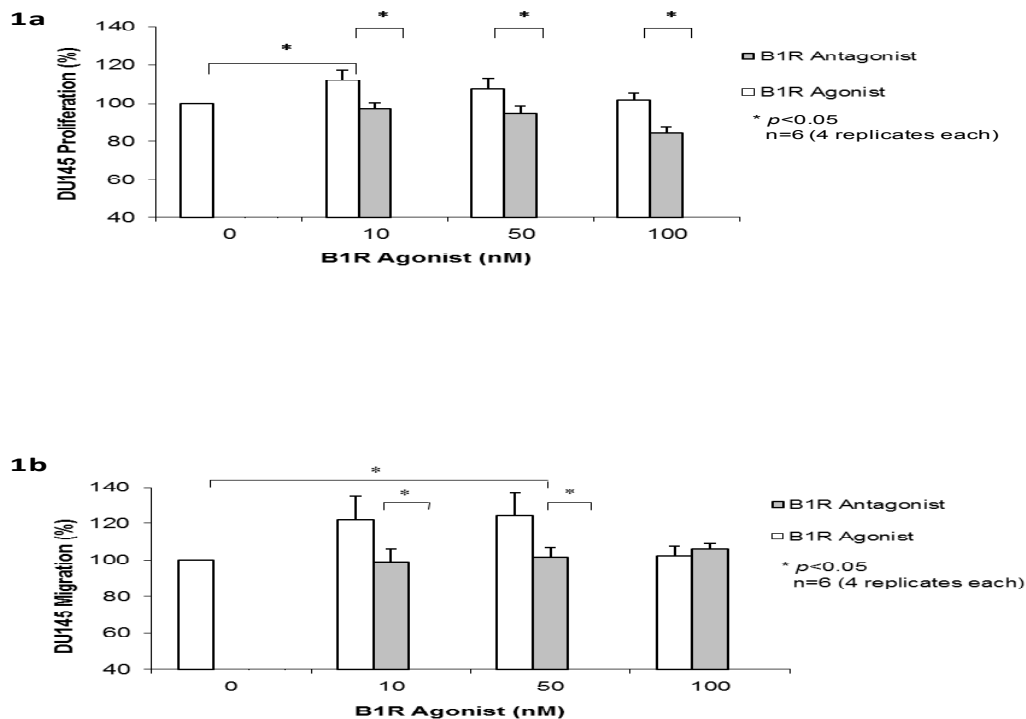 1a
*
*
*
*
140
120
100
80
60
40
DU145 Proliferation (%)
0
10
50
100
B1R Agonist (nM)
B1R Antagonist
B1R Agonist
* p<0.05
n=6 (4 replicates each)
1b
*
*
*
140
120
100
80
60
40
DU145 Migration (%)
0
10
50
100
B1R Agonist (nM)
B1R Antagonist
B1R Agonist
* p<0.05
n=6 (4 replicates each)